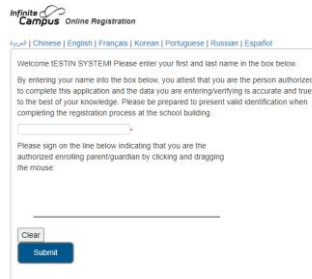 Infinite
Campus Online Registration
العربية | Chinese | English | Français | Korean | Portuguese | Russian | Español
Welcome tESTIN SYSTEM! Please enter your first and last name in the box below.
By entering your name into the box below, you attest that you are the person authorized
to complete this application and the data you are entering/verifying is accurate and true
to the best of your knowledge. Please be prepared to present valid identification when
completing the registration process at the school building.
*
Please sign on the line below indicating that you are the
authorized enrolling parent/guardian by clicking and dragging
the mouse:
Clear
Submit